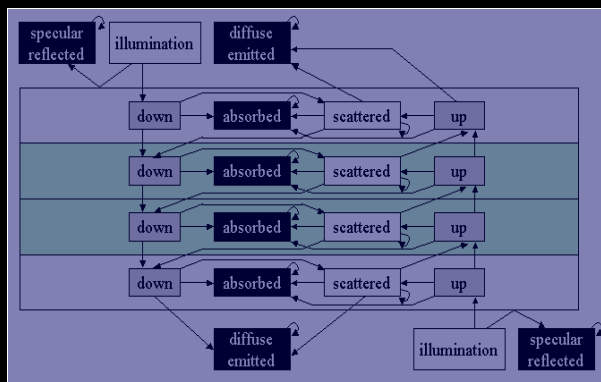 specular
reflected
illumination
diffuse
emitted
down
absorbed
scattered
up
down
absorbed
scattered
up
down
absorbed
scattered
up
down
absorbed
scattered
up
diffuse
emitted
illumination
specular
reflected